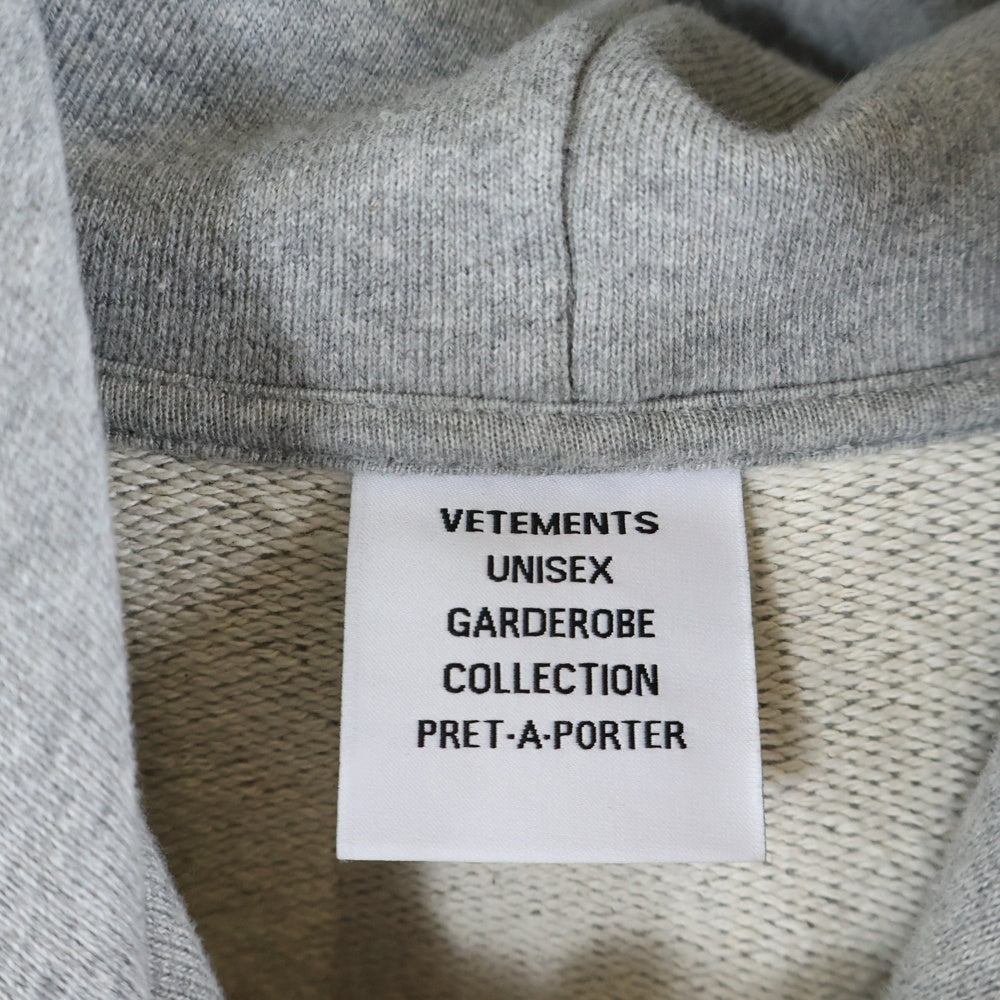 VETEMENTS
UNISEX
GARDEROBE
COLLECTION
PRET-A-PORTER